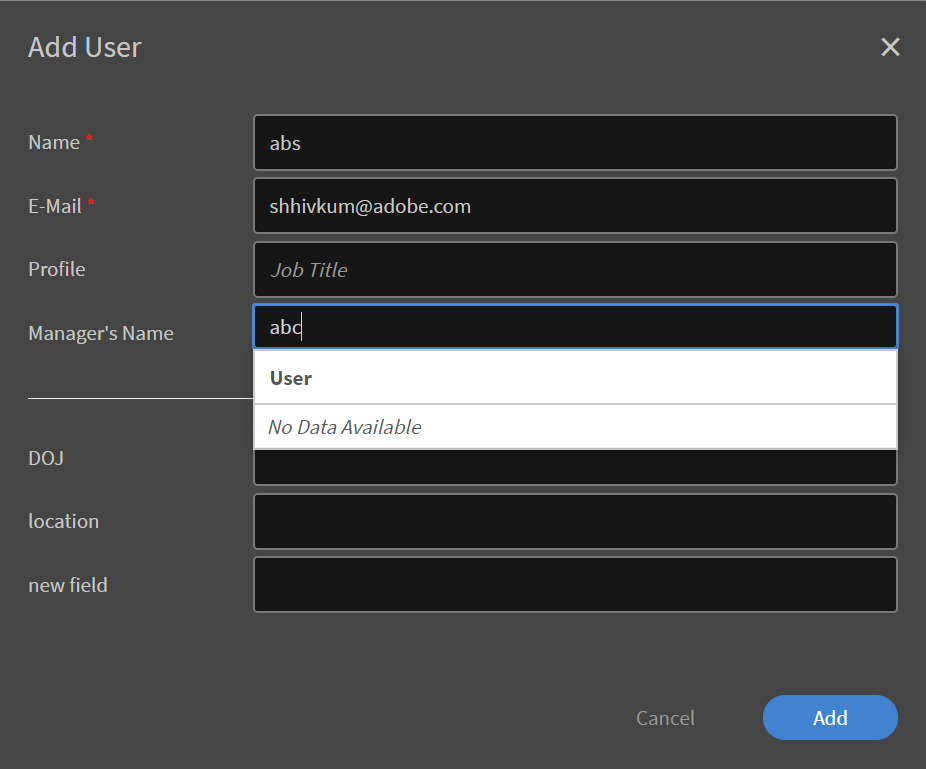 Add User
Name *
abs
E-Mail *
shhivkum@adobe.com
Profile
Job Title
Manager's Name
abc
User
No Data Available
DOJ
location
new field
Cancel
Add